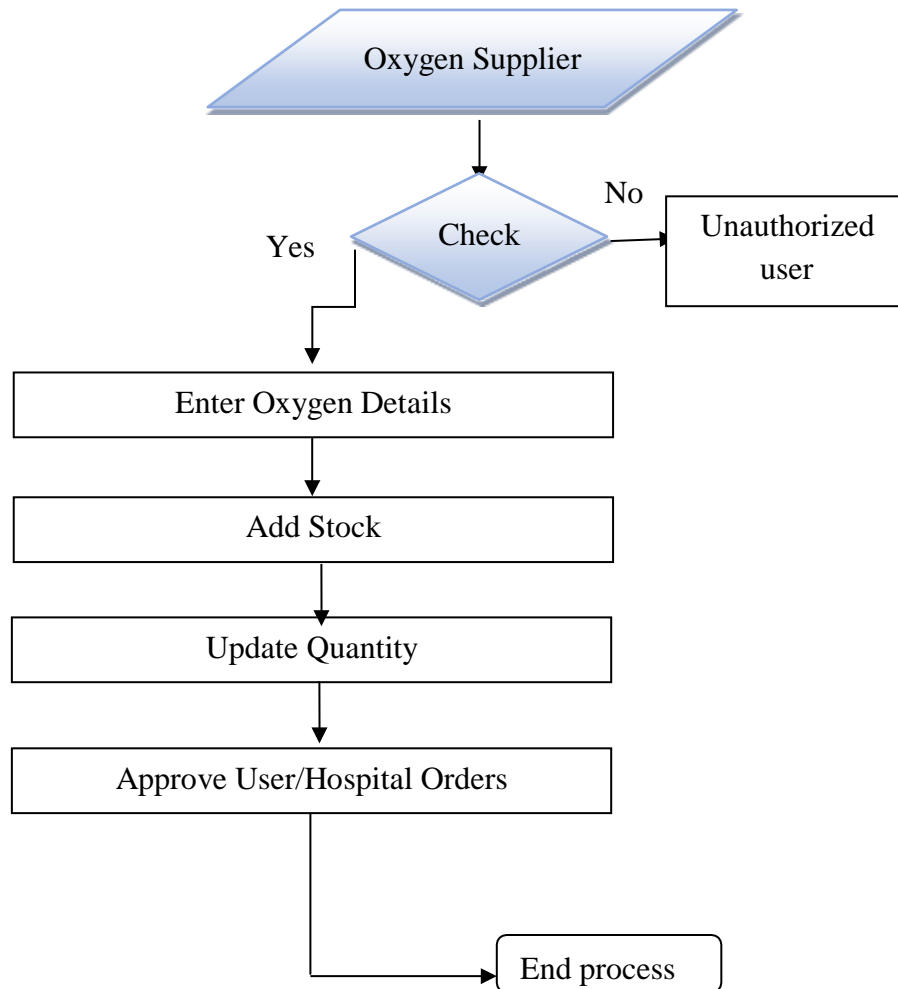 Oxygen Supplier
No
Check
Yes
Unauthorized
user
Enter Oxygen Details
Add Stock
Update Quantity
Approve User/Hospital Orders
End process